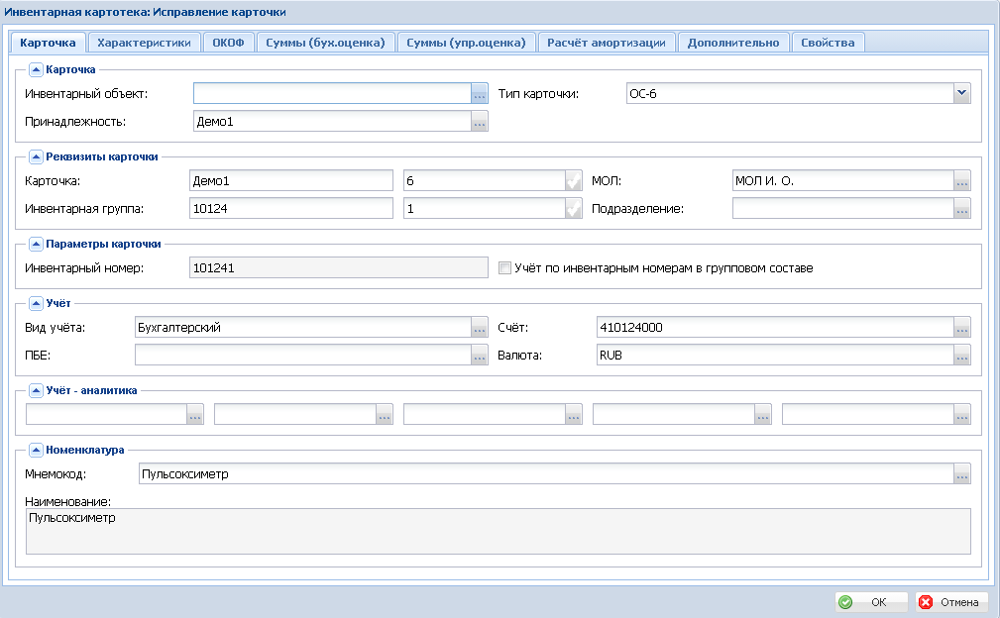 Инвентарная картотека: Исправление карточки
Карточка Характеристики ОКОФ Суммы (бух.оценка) Суммы (упр.оценка) Расчёт амортизации Дополнительно Свойства
Карточка
Инвентарный объект: ... Тип карточки: ОС-6
Принадлежность: Демо1 ...
Реквизиты карточки
Карточка: Демо1 6 МОЛ: МОЛ И. О. ...
Инвентарная группа: 10124 1 Подразделение: ...
Параметры карточки
Инвентарный номер: 101241 Учёт по инвентарным номерам в групповом составе
Учёт
Вид учёта: Бухгалтерский ... Счёт: 410124000 ...
ПБЕ: ... Валюта: RUB ...
Учёт - аналитика
... ... ... ... ...
Номенклатура
Мнемокод: Пульсоксиметр ...
Наименование:
Пульсоксиметр
ОК Отмена